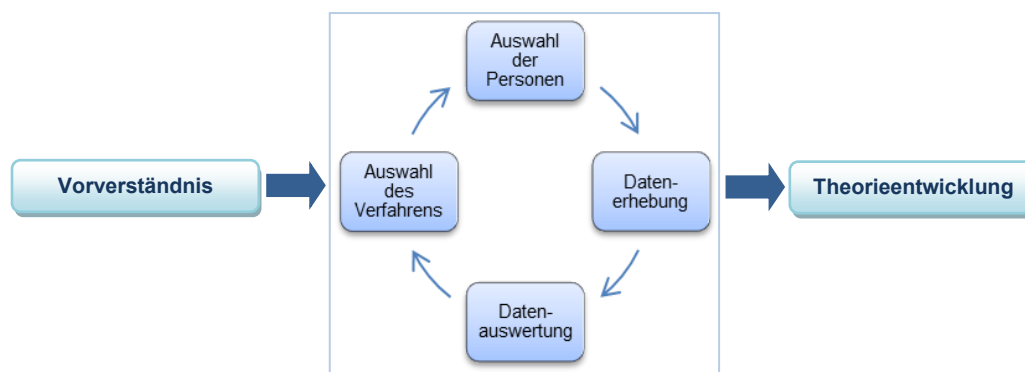 Vorverständnis
Auswahl
des
Verfahrens
Auswahl
der
Personen
Daten-
erhebung
Daten-
auswertung
Theorieentwicklung